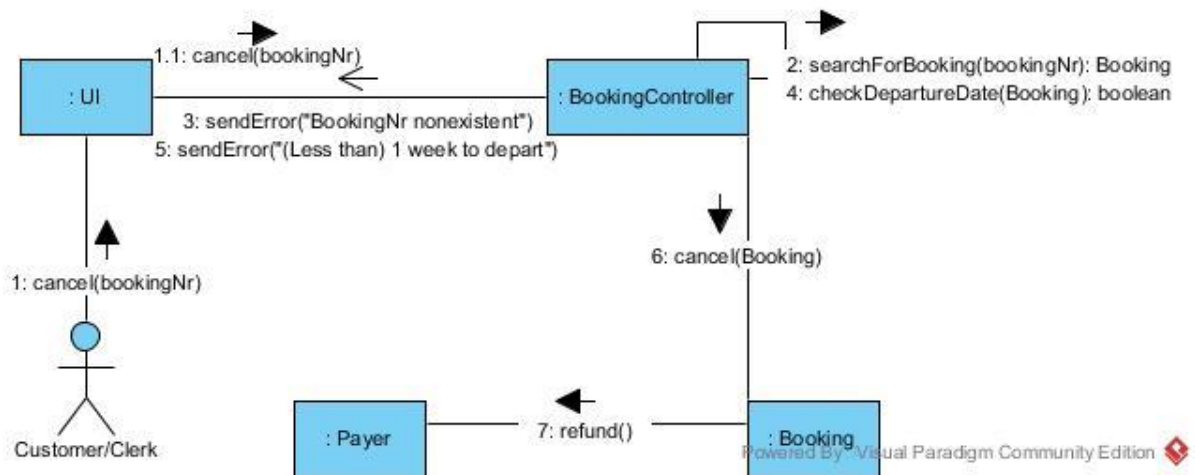 1.1: cancel(bookingNr)
: UI
: BookingController
2: searchForBooking(bookingNr): Booking
4: checkDepartureDate(Booking): boolean
3: sendError("BookingNr nonexistent")
5: sendError("(Less than) 1 week to depart")
6: cancel(Booking)
1: cancel(bookingNr)
Customer/Clerk
: Payer
7: refund()
: Booking
Powered By Visual Paradigm Community Edition